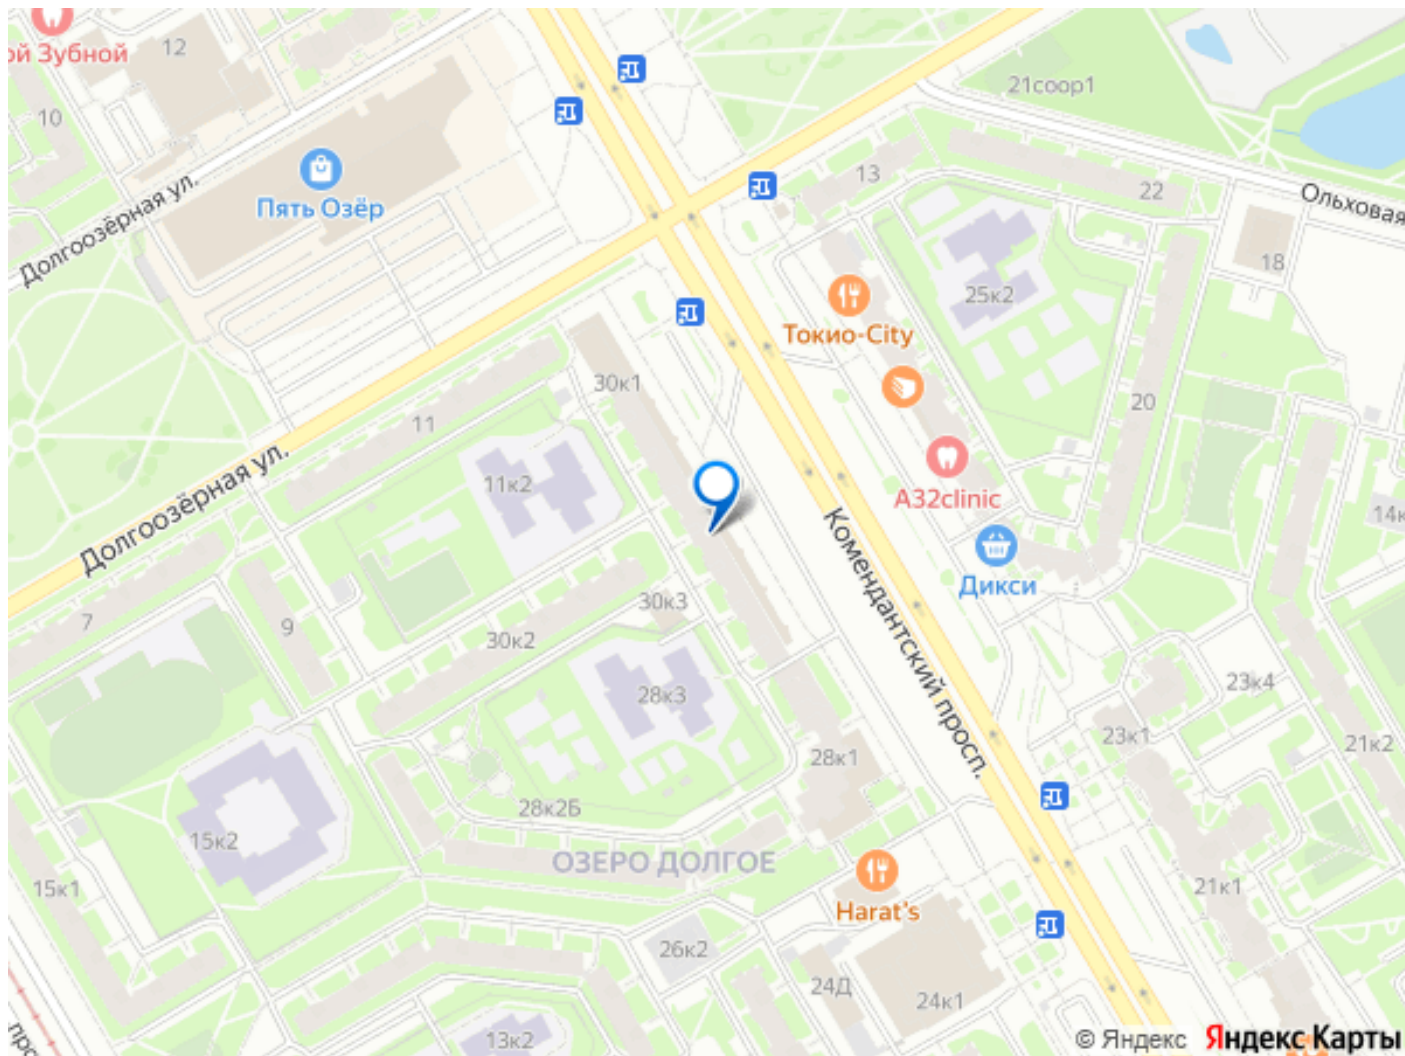 ой Зубной
12
10
Пять Озёр
Долгоозёрная ул.
21соор1
13
22
Ольховая
18
25к2
Токио-City
30к1
20
11
11к2
A32clinic
14к
Долгоозёрная ул.
Дикси
Комендантский просп.
30к3
7
9
30к2
28к3
23к4
23к1
21к2
28к1
28к2Б
15к2
ОЗЕРО ДОЛГОЕ
15к1
Harat's
21к1
26к2
24Д
24к1
13к2
про
© Яндекс Яндекс Карты